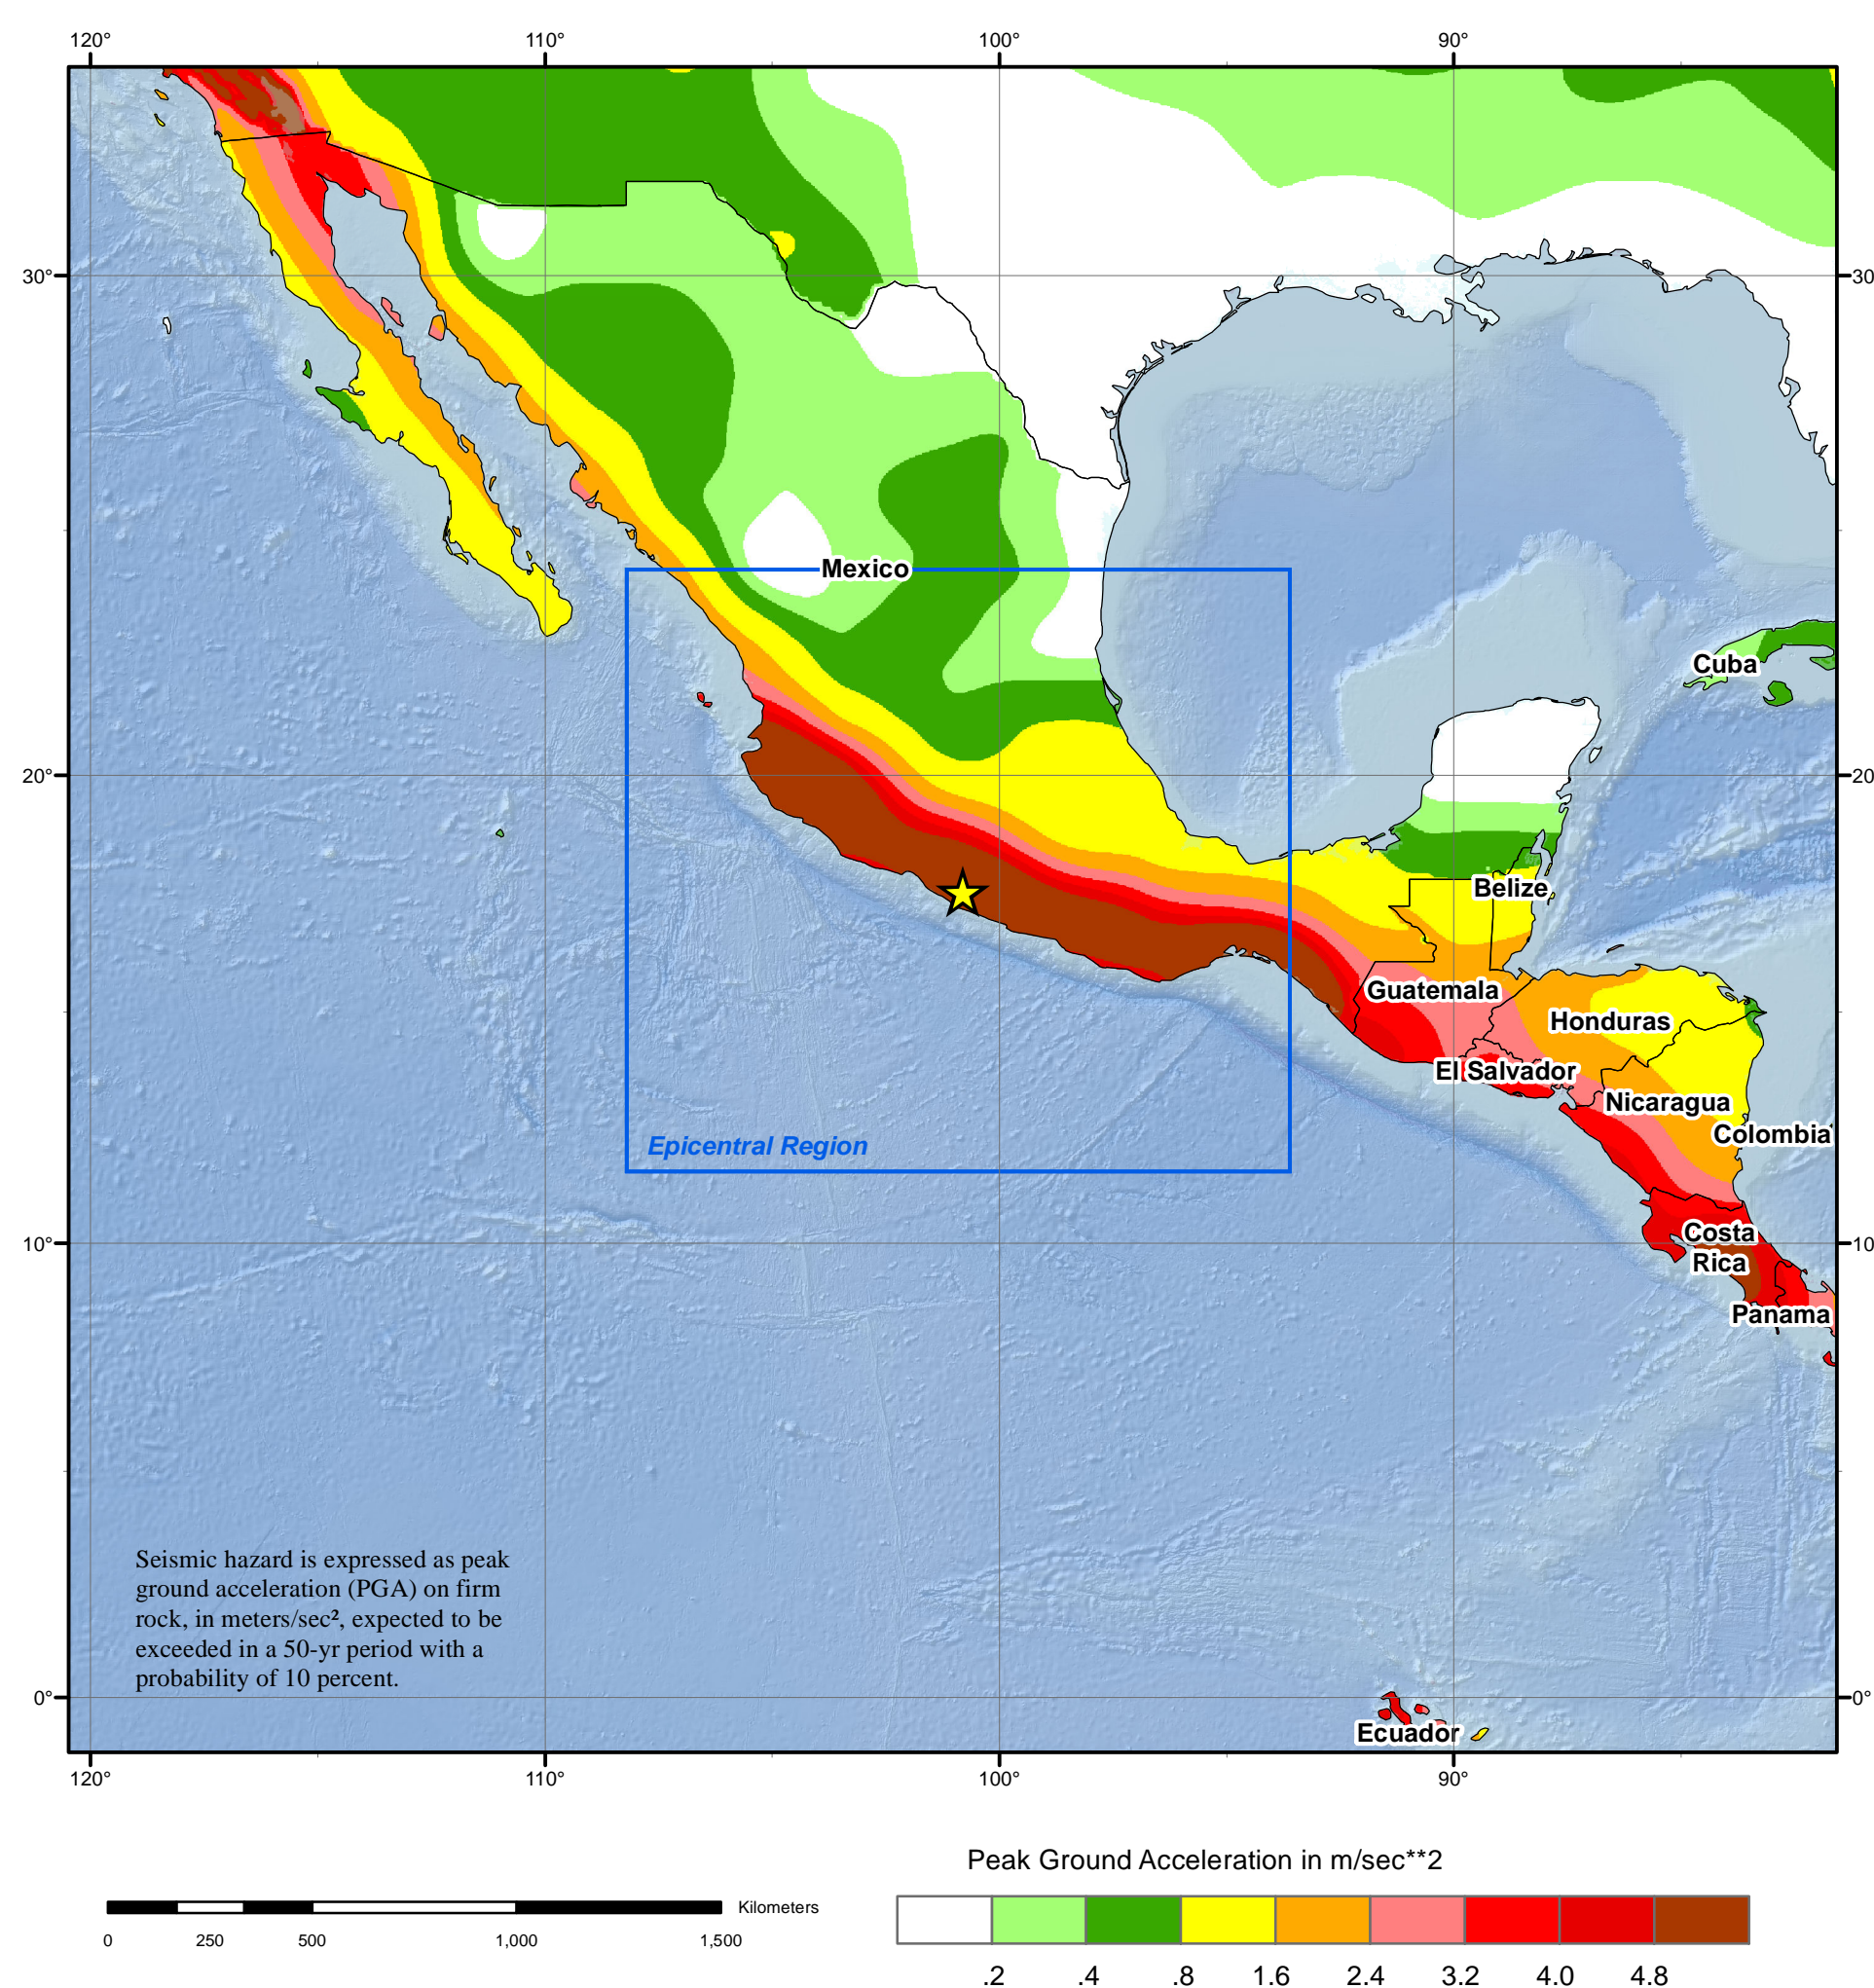 120° 110° 100° 90°
30° 30°
Mexico
Cuba
20° 20°
Belize
Guatemala
Honduras
El Salvador
Nicaragua
Colombia
Epicentral Region
10° 10
Costa
Rica
Panama
Seismic hazard is expressed as peak
ground acceleration (PGA) on firm
rock, in meters/sec², expected to be
exceeded in a 50-yr period with a
probability of 10 percent.
0° 0°
Ecuador
120° 110° 100° 90°
Peak Ground Acceleration in m/sec**2
Kilometers
0 250 500 1,000 1,500
.2 .4 .8 1.6 2.4 3.2 4.0 4.8